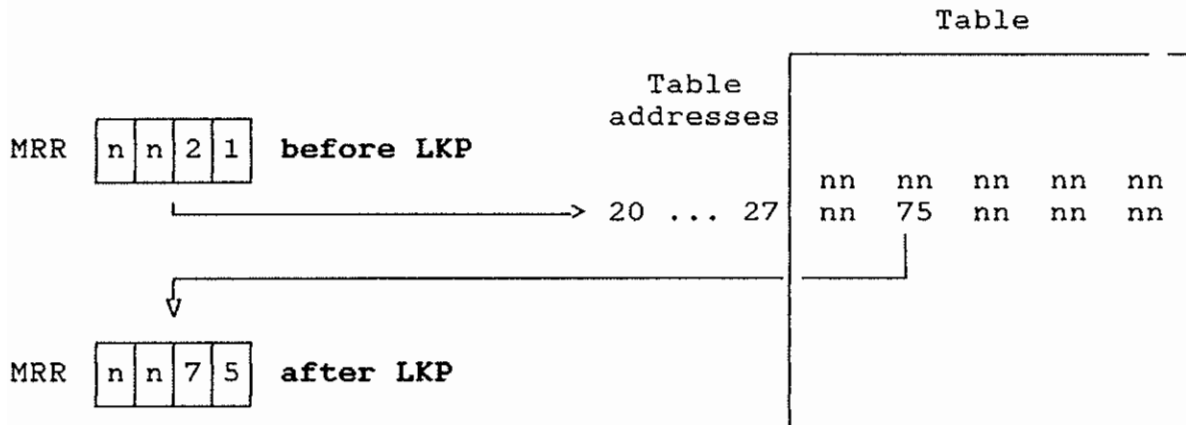 Table
Table
addresses
MRR n n 2 1 before LKP
nn nn nn nn nn
20 ... 27 nn 75 nn nn nn
MRR n n 7 5 after LKP